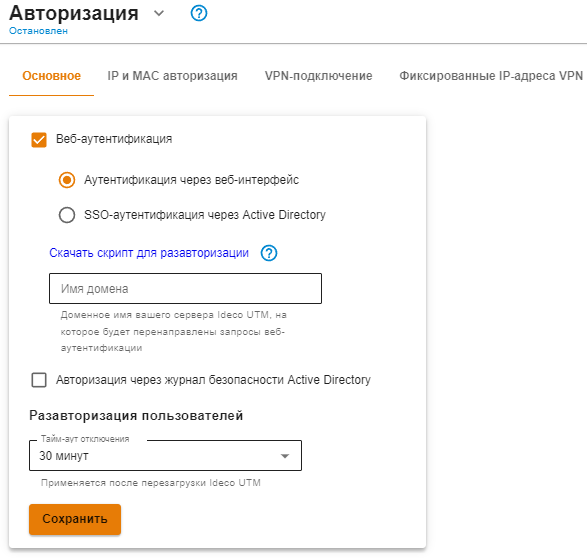 Авторизация
Остановлен
Основное IP и MAC авторизация VPN-подключение Фиксированные IP-адреса VPN
Веб-аутентификация
Аутентификация через веб-интерфейс
SSO-аутентификация через Active Directory
Скачать скрипт для разавторизации ?
Имя домена
Доменное имя вашего сервера Ideco UTM, на
которое будет перенаправлены запросы веб-
аутентификации
Авторизация через журнал безопасности Active Directory
Разавторизация пользователей
Тайм-аут отключения
30 минут
Применяется после перезагрузки Ideco UTM
Сохранить